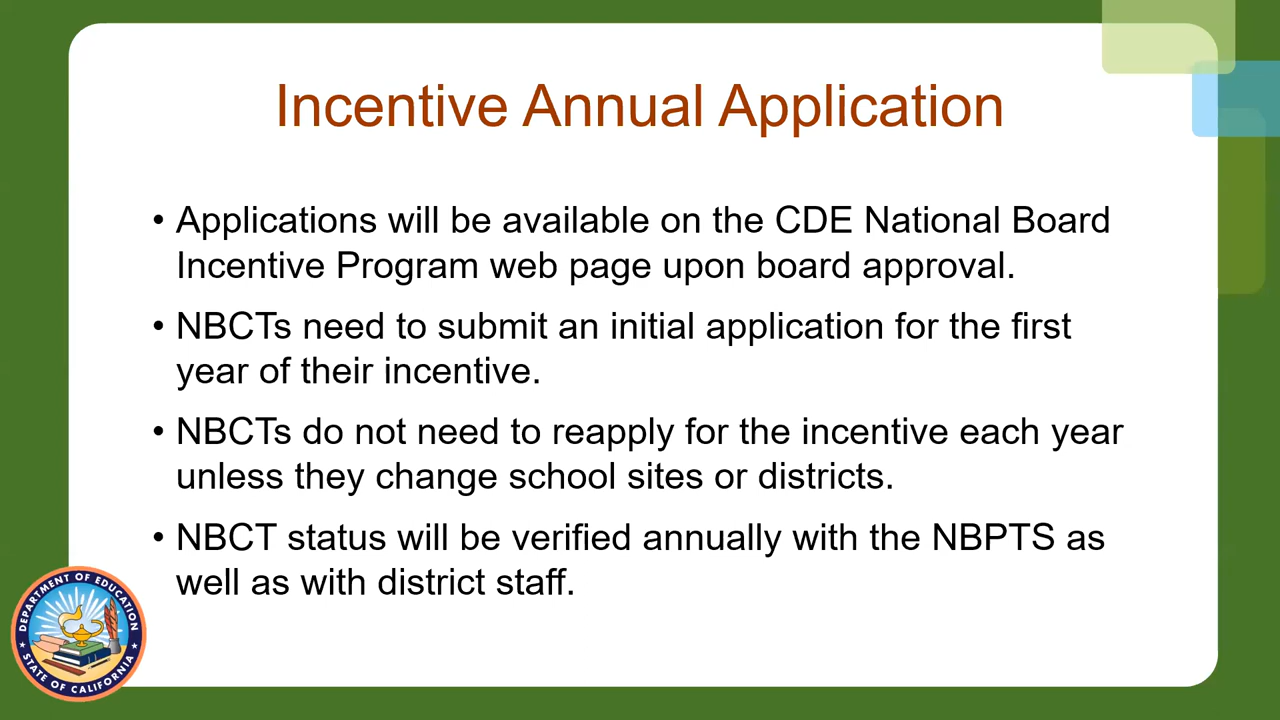 Incentive Annual Application
• Applications will be available on the CDE National Board
Incentive Program web page upon board approval.
• NBCTs need to submit an initial application for the first
year of their incentive.
• NBCTs do not need to reapply for the incentive each year
unless they change school sites or districts.
• NBCT status will be verified annually with the NBPTS as
well as with district staff.
DEPARTMENT OF EDUCATION
STATE OF CALIFORNIA